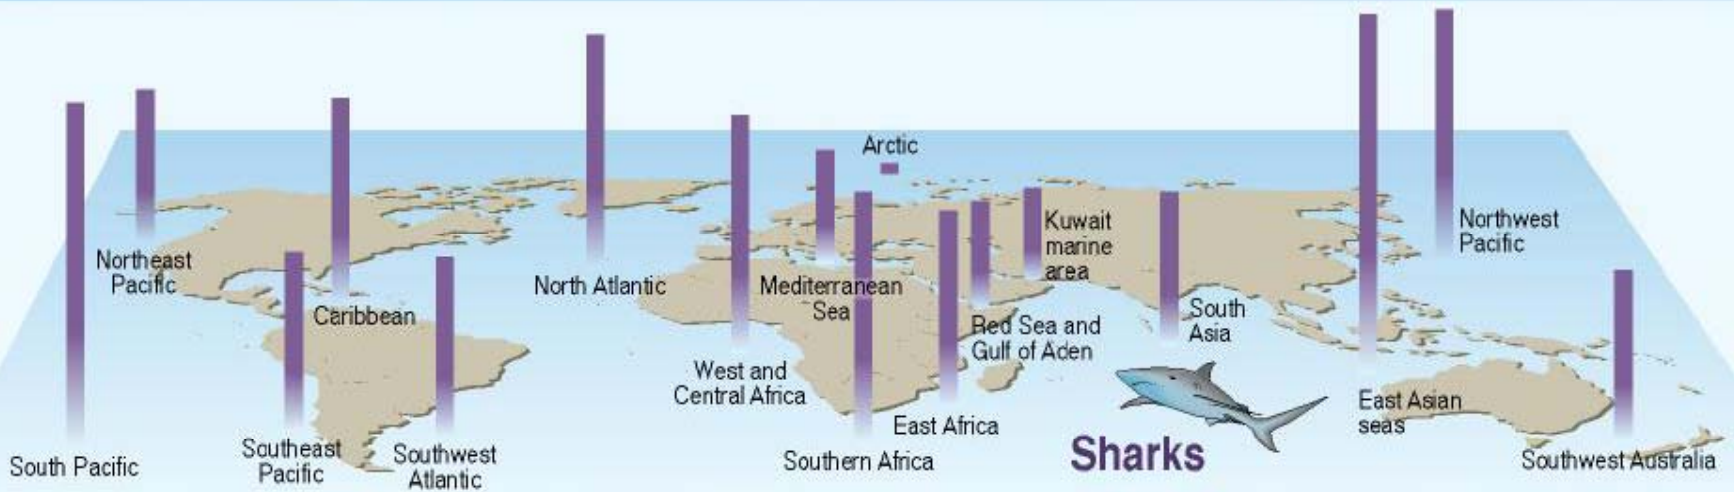 Arctic
Northeast
Pacific
Caribbean
North Atlantic
Mediterranean
Sea
Kuwait
marine
area
Northwest
Pacific
South
Asia
Red Sea and
Gulf of Aden
West and
Central Africa
East Africa
East Asian
seas
South Pacific
Southeast
Pacific
Southwest
Atlantic
Southern Africa
Sharks
Southwest Australia